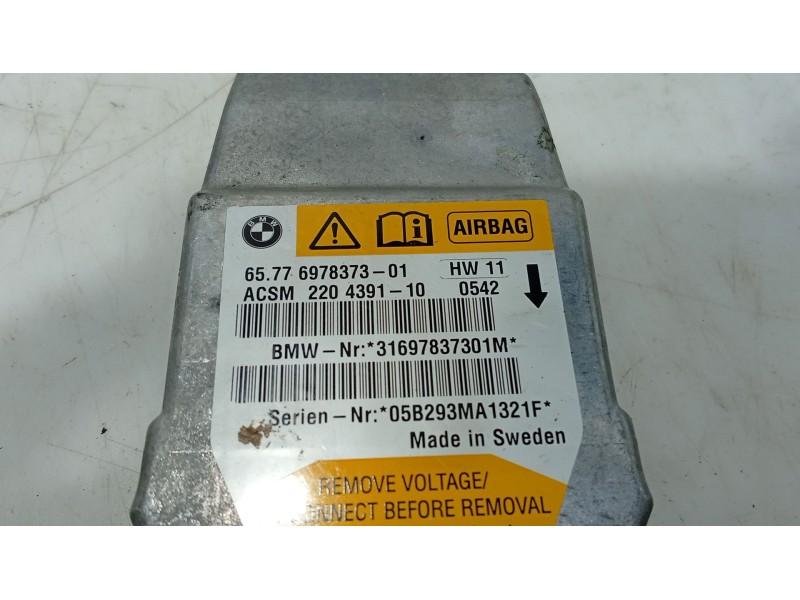 BMW
AIRBAG
65.77 6978373-01 HW 11
ACSM 220 4391-10 0542
BMW-Nr:*31697837301M*
Serien-Nr:*05B293MA1321F*
Made in Sweden
REMOVE VOLTAGE/
BEFORE REMOVAL